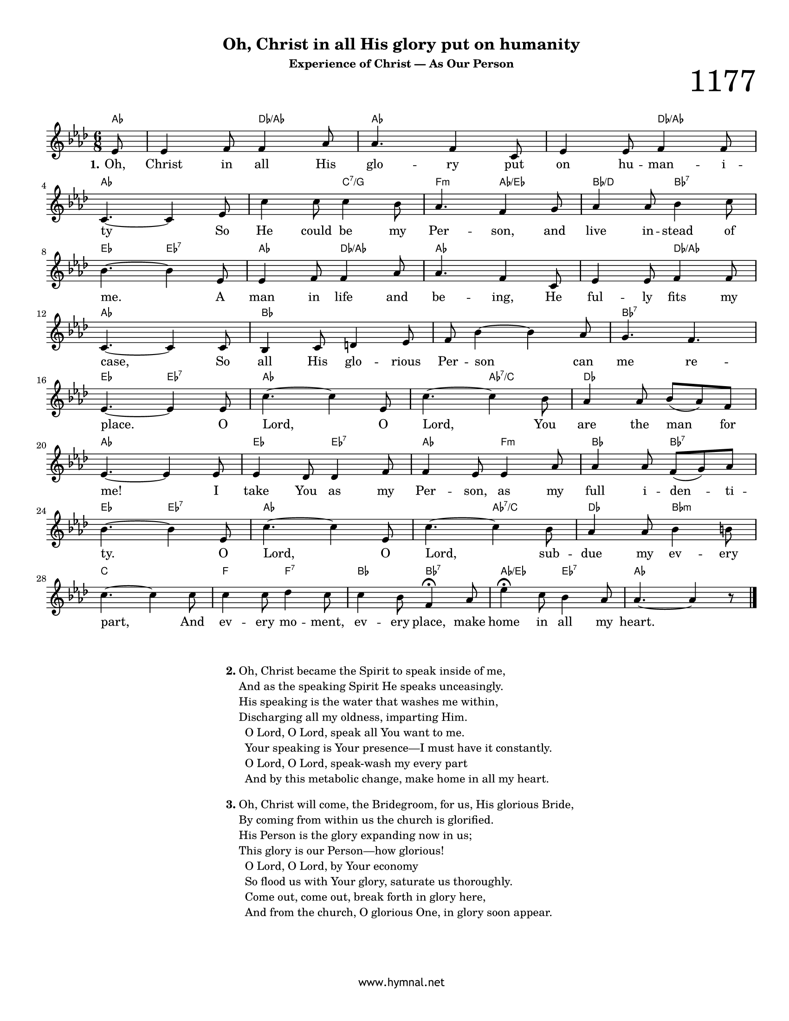 Oh, Christ in all His glory put on humanity
Experience of Christ — As Our Person
1177
A♭ D♭/A♭ A♭ D♭/A♭
1. Oh, Christ in all His glo - ry put on hu - man - i -
4 A♭ C7/G Fm A♭/E♭ B♭/D B♭7
ty So He could be my Per - son, and live in - stead of
8 E♭ E♭7 A♭ D♭/A♭ A♭ D♭/A♭
me. A man in life and be - ing, He ful - ly fits my
12 A♭ B♭ B♭7
case, So all His glo - rious Per - son can me re -
16 E♭ E♭7 A♭ A♭7/C D♭
place. O Lord, O Lord, You are the man for
20 A♭ E♭ E♭7 A♭ Fm B♭ B♭7
me! I take You as my Per - son, as my full i - den - ti -
24 E♭ E♭7 A♭ A♭7/C D♭ B♭m
ty. O Lord, O Lord, sub - due my ev - ery
28 C F F7 B♭ B♭7 A♭/E♭ E♭7 A♭
part, And ev - ery mo - ment, ev - ery place, make home in all my heart.
2. Oh, Christ became the Spirit to speak inside of me,
And as the speaking Spirit He speaks unceasingly.
His speaking is the water that washes me within,
Discharging all my oldness, imparting Him.
O Lord, O Lord, speak all You want to me.
Your speaking is Your presence—I must have it constantly.
O Lord, O Lord, speak-wash my every part
And by this metabolic change, make home in all my heart.
3. Oh, Christ will come, the Bridegroom, for us, His glorious Bride,
By coming from within us the church is glorified.
His Person is the glory expanding now in us;
This glory is our Person—how glorious!
O Lord, O Lord, by Your economy
So flood us with Your glory, saturate us thoroughly.
Come out, come out, break forth in glory here,
And from the church, O glorious One, in glory soon appear.
www.hymnal.net